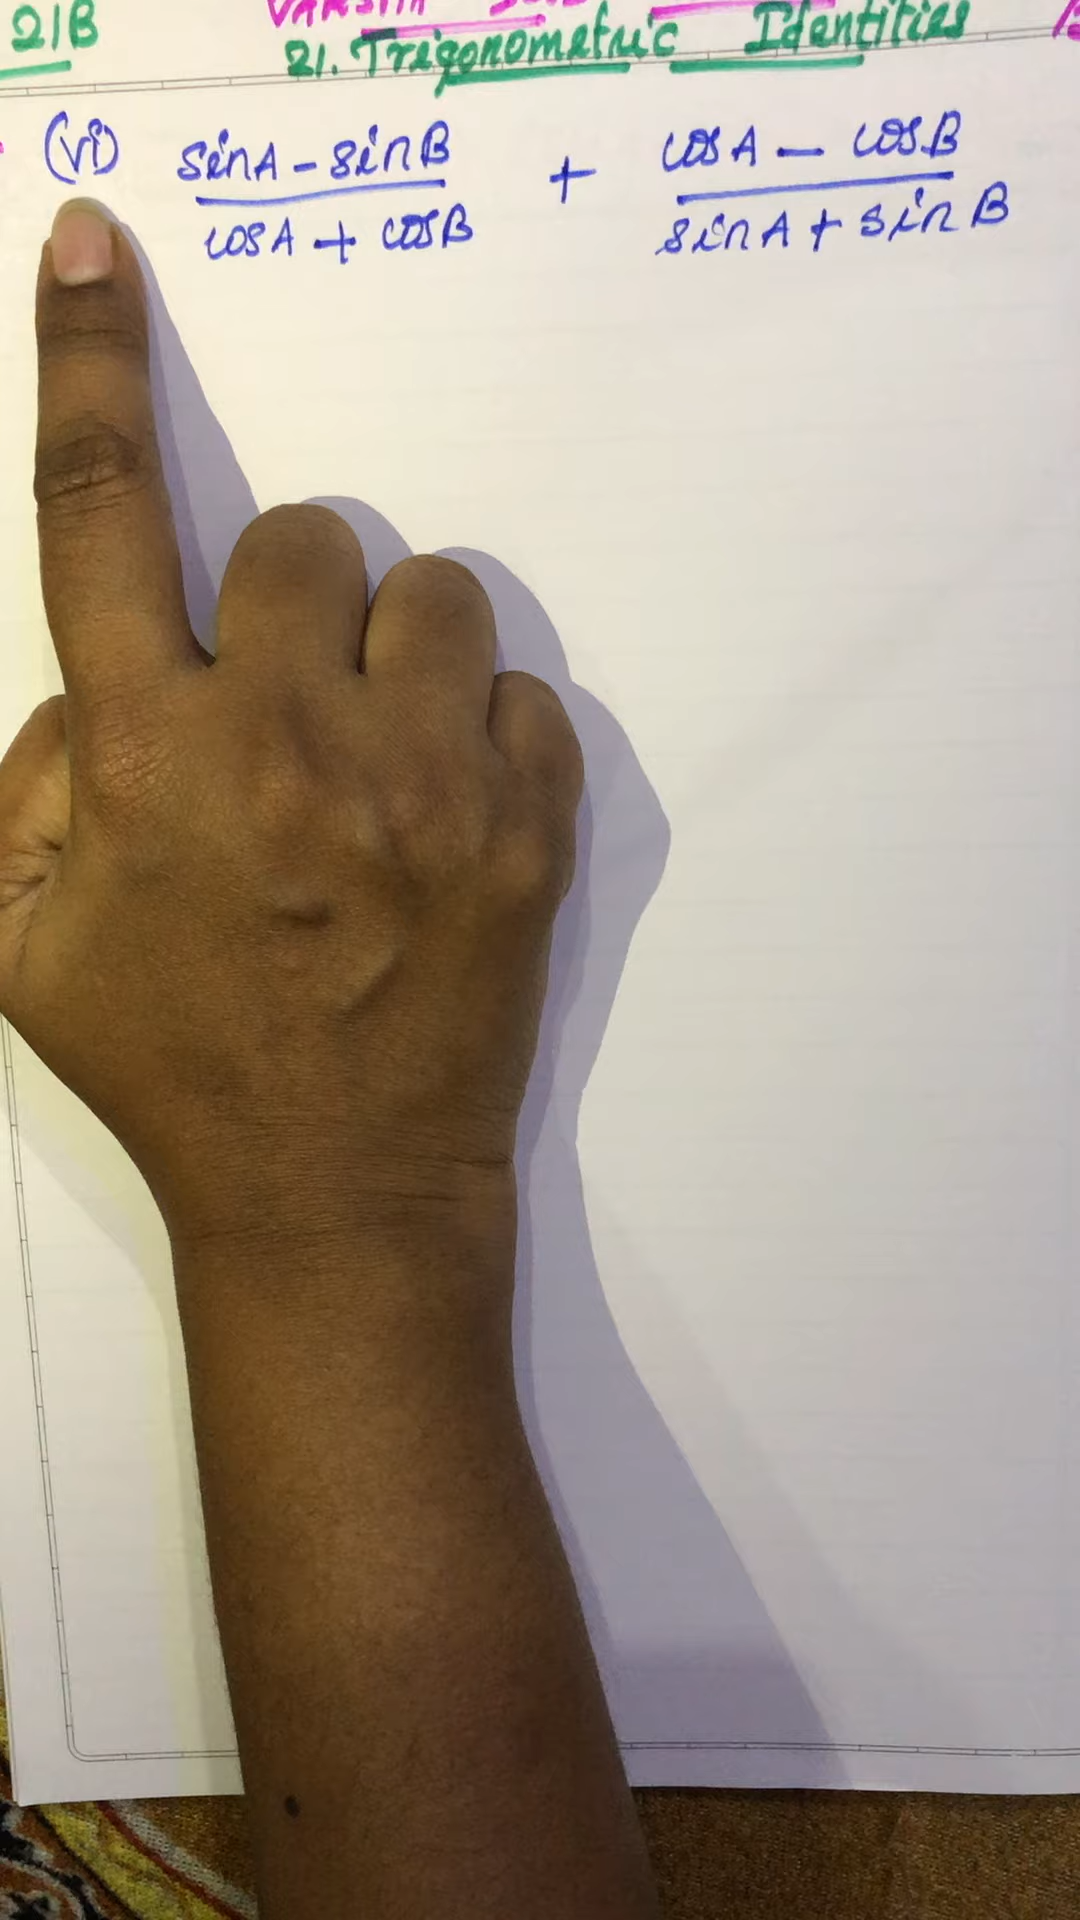 21B
21. Trigonometric Identities
(vi) sinA - sinB / cosA + cosB + cosA - cosB / sinA + sinB